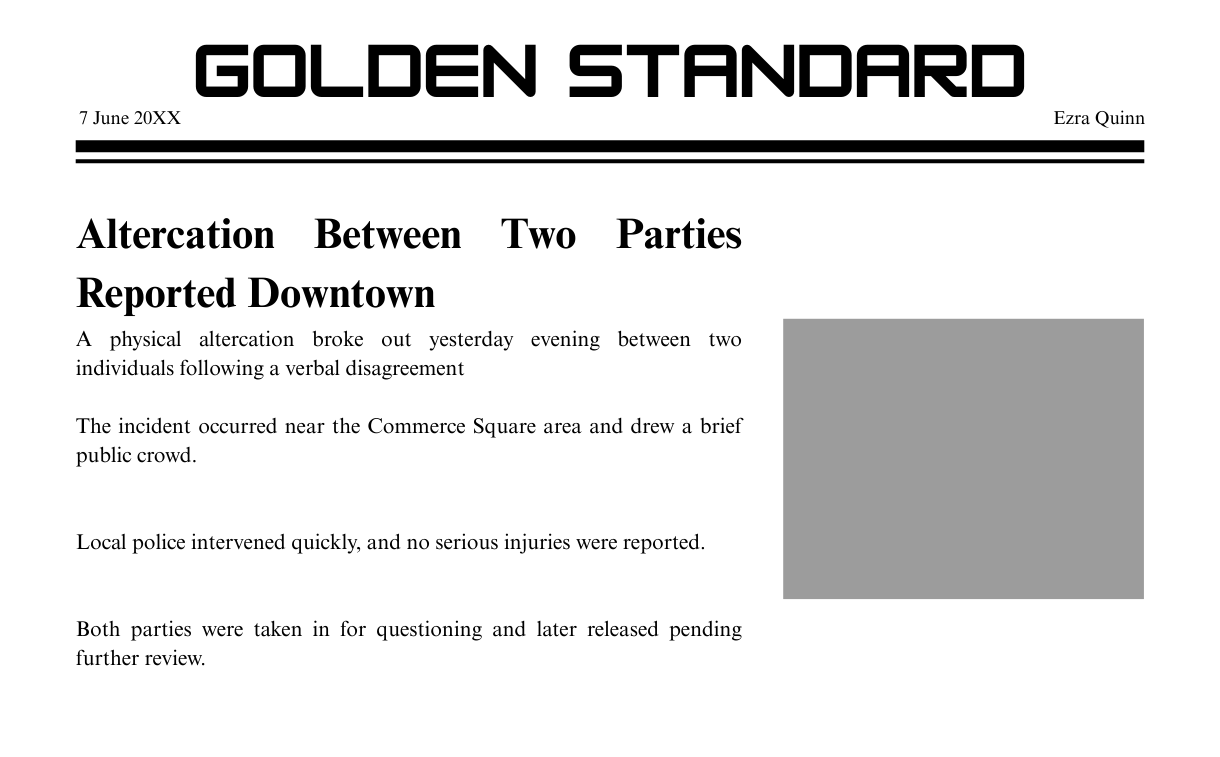 GOLDEN STANDARD
7 June 20XX
Ezra Quinn
Altercation Between Two Parties
Reported Downtown
A physical altercation broke out yesterday evening between two
individuals following a verbal disagreement
The incident occurred near the Commerce Square area and drew a brief
public crowd.
Local police intervened quickly, and no serious injuries were reported.
Both parties were taken in for questioning and later released pending
further review.